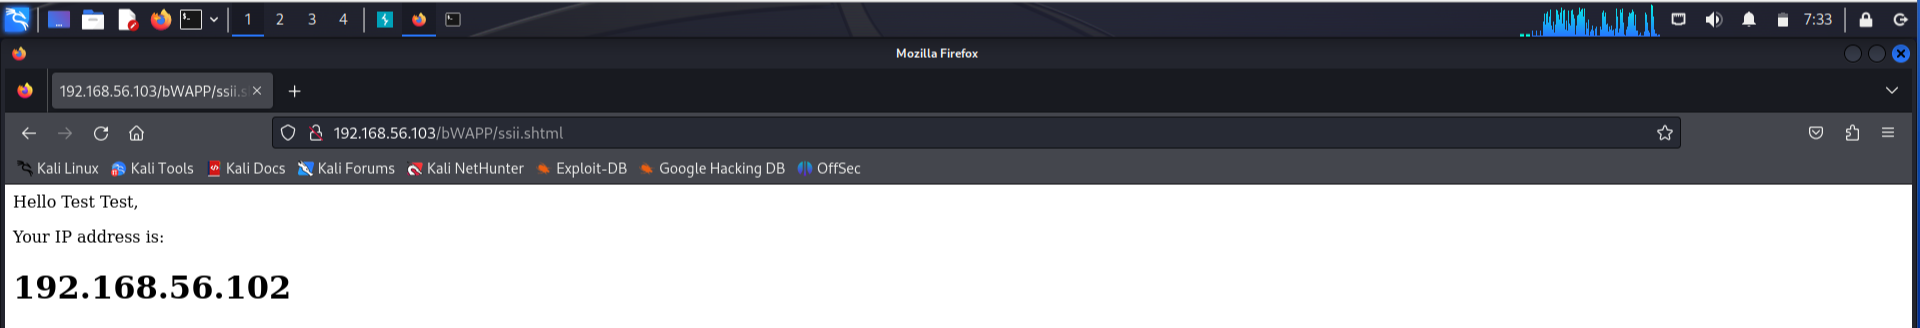 1 2 3 4 7:33
Mozilla Firefox
192.168.56.103/bWAPP/ssii.s
192.168.56.103/bWAPP/ssii.shtml
Kali Linux Kali Tools Kali Docs Kali Forums Kali NetHunter Exploit-DB Google Hacking DB OffSec
Hello Test Test,
Your IP address is:
192.168.56.102